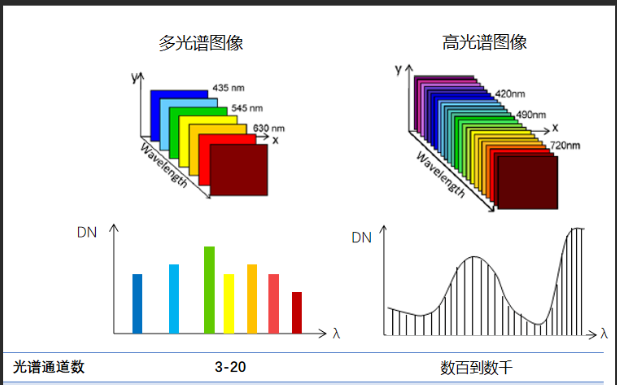 多光谱图像
高光谱图像
y
435 nm
545 nm
630 nm
x
Wavelength
y
420nm
490nm
x
720nm
Wavelength
DN
λ
DN
λ
光谱通道数 3-20 数百到数千